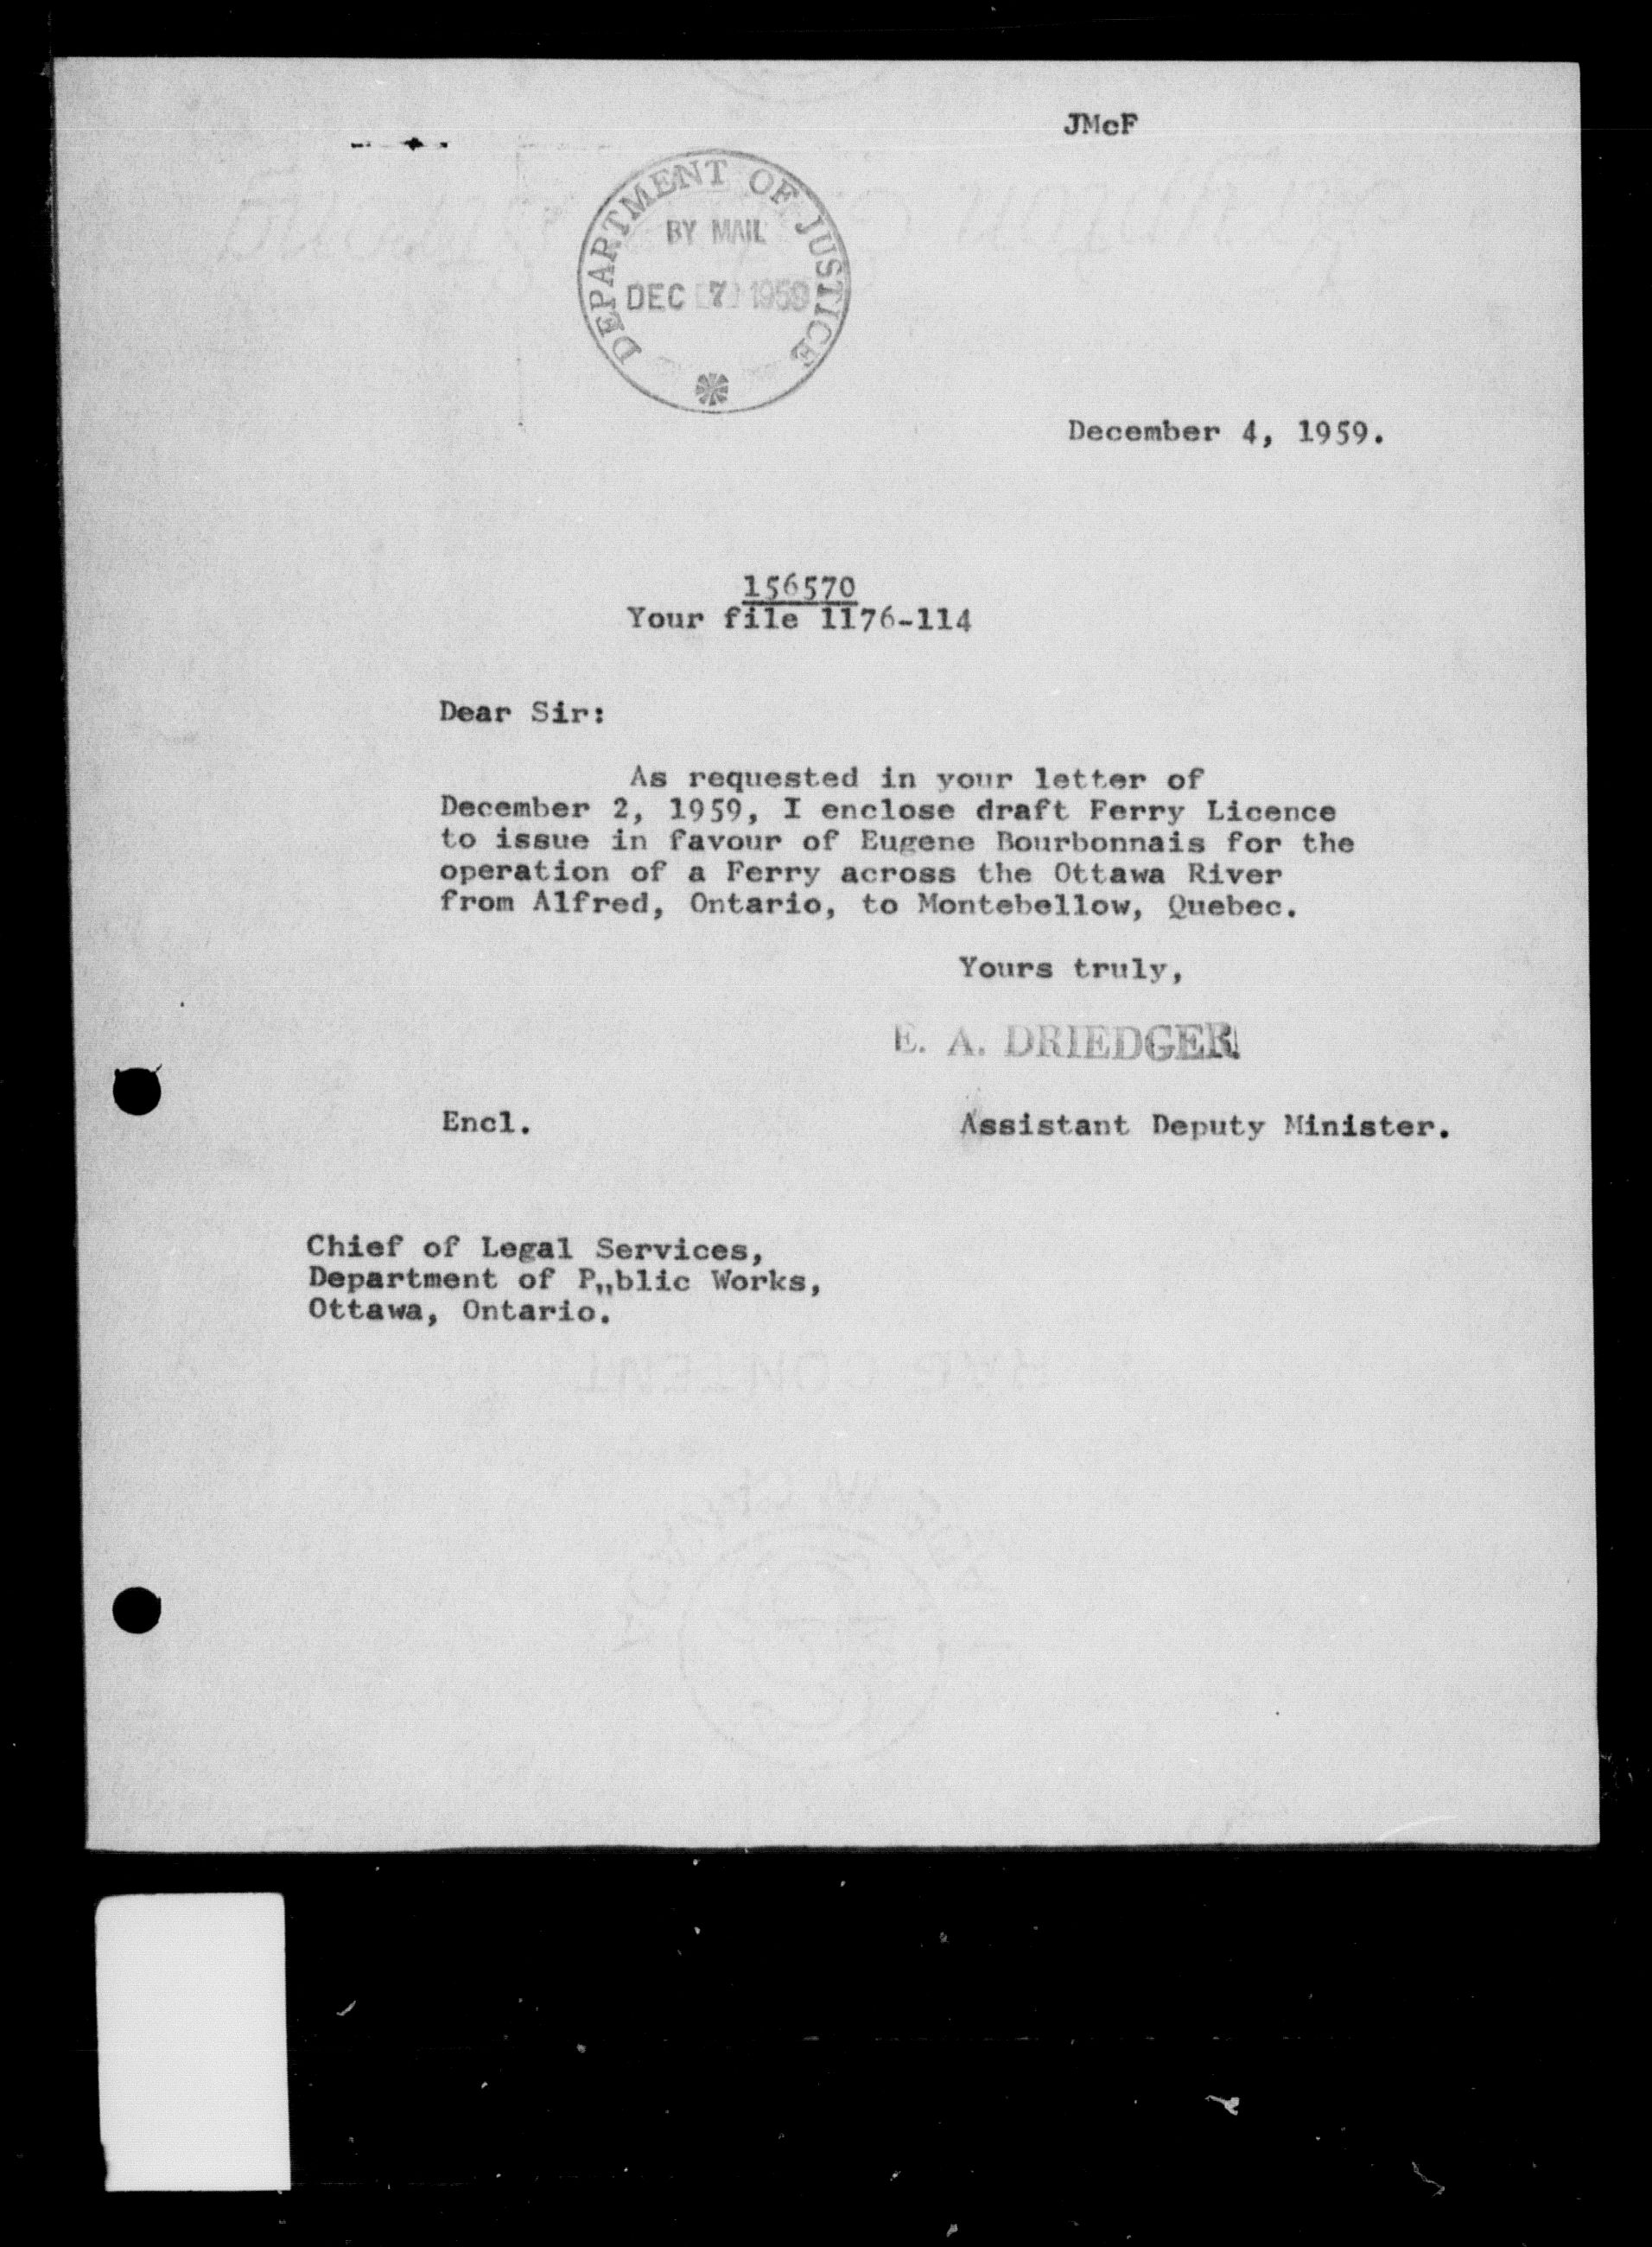 JMcF
DEPARTMENT OF JUSTICE
BY MAIL
DEC 7 1959
December 4, 1959.
156570
Your file 1176-114
Dear Sir:
As requested in your letter of
December 2, 1959, I enclose draft Ferry Licence
to issue in favour of Eugene Bourbonnais for the
operation of a Ferry across the Ottawa River
from Alfred, Ontario, to Montebellow, Quebec.
Yours truly,
E. A. DRIEDGER
Encl.
Assistant Deputy Minister.
Chief of Legal Services,
Department of P„blic Works,
Ottawa, Ontario.